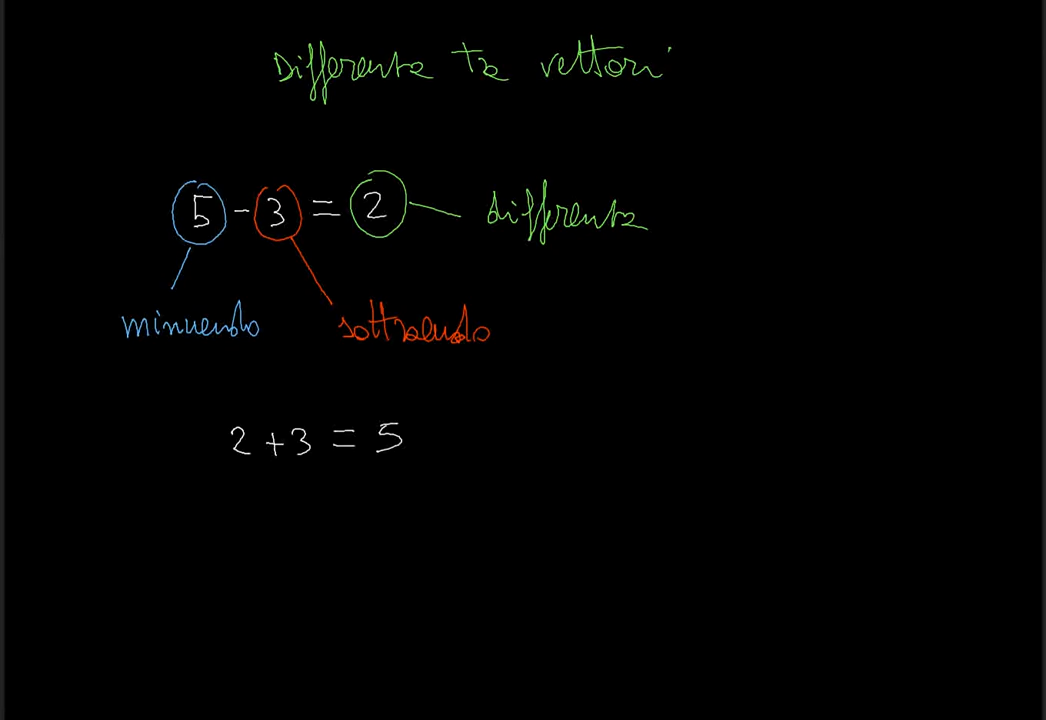 Differenza tra vettori
5 - 3 = 2 differenza
minuendo sottraendo
2 + 3 = 5